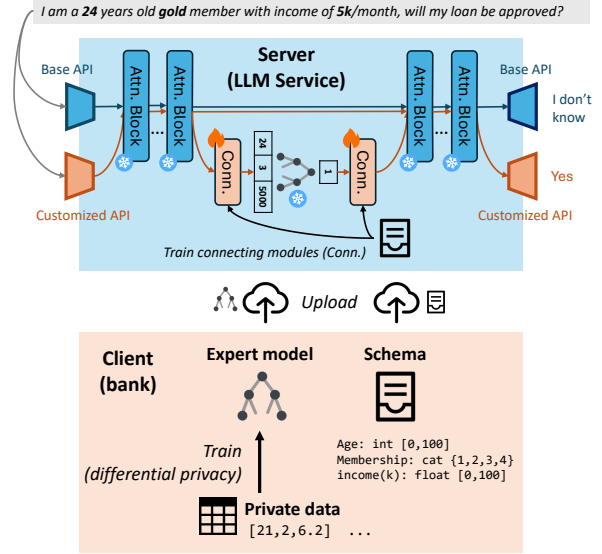 I am a 24 years old gold member with income of 5k/month, will my loan be approved?
Server
(LLM Service)
Base API
Attn. Block
Attn. Block
...
Attn. Block
Attn. Block
...
Base API
I don't
know
Conn.
24
3
5000
1
Conn.
Yes
Customized API
Customized API
Train connecting modules (Conn.)
Upload
Client
(bank)
Expert model
Schema
Train
(differential privacy)
Age: int [0,100]
Membership: cat {1,2,3,4}
income(k): float [0,100]
Private data
[21,2,6.2] ...